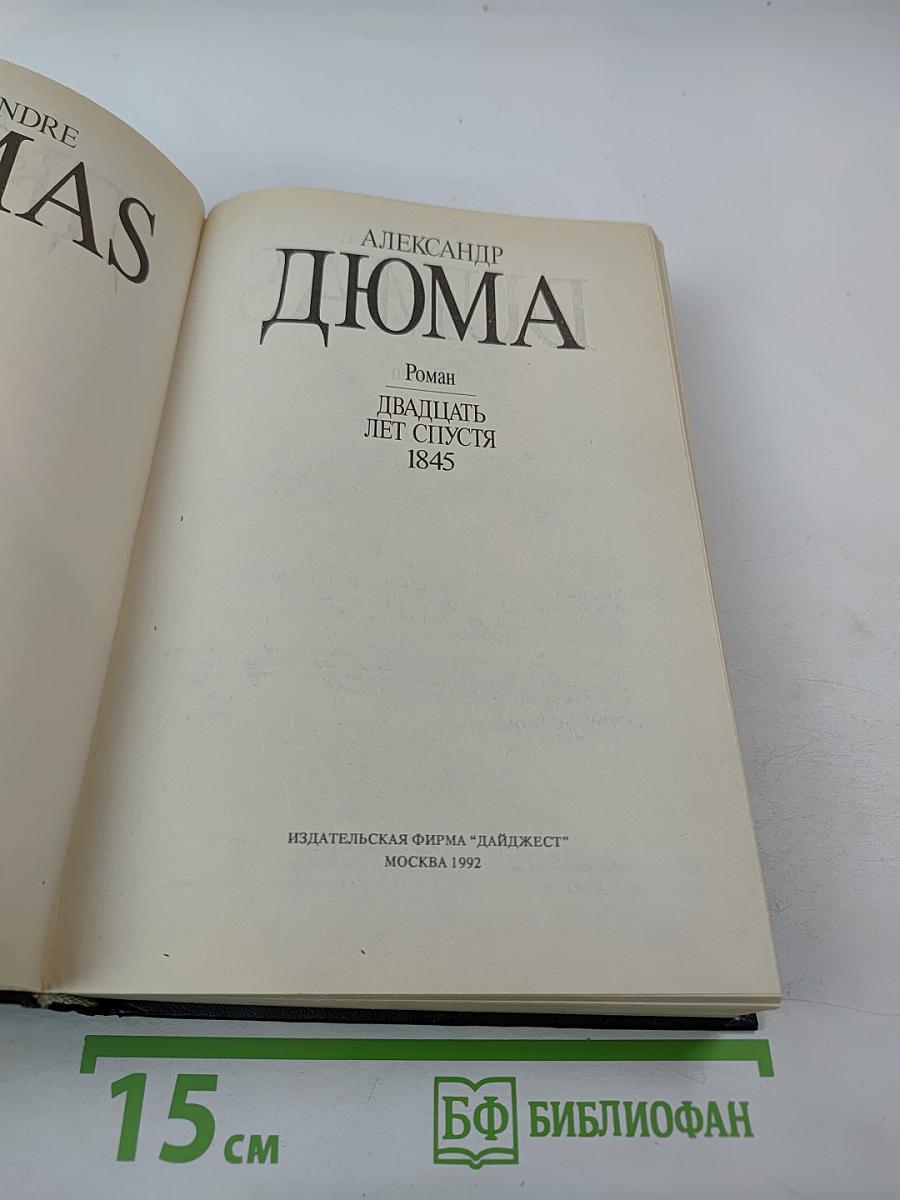 NDRE
MAS
АЛЕКСАНДР
ДЮМА
Роман
ДВАДЦАТЬ
ЛЕТ СПУСТЯ
1845
ИЗДАТЕЛЬСКАЯ ФИРМА "ДАЙДЖЕСТ"
МОСКВА 1992
15 см
БФ БИБЛИОФАН